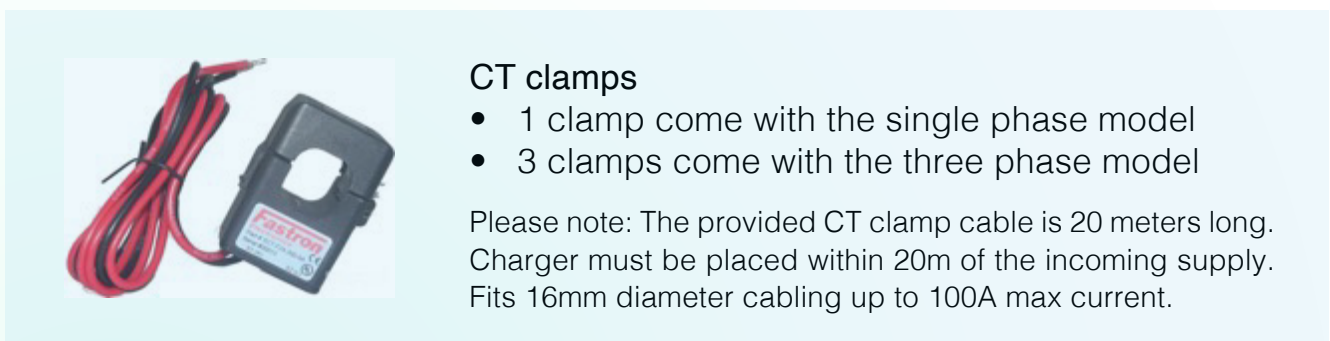 CT clamps
• 1 clamp come with the single phase model
• 3 clamps come with the three phase model
Please note: The provided CT clamp cable is 20 meters long.
Charger must be placed within 20m of the incoming supply.
Fits 16mm diameter cabling up to 100A max current.
Fastron